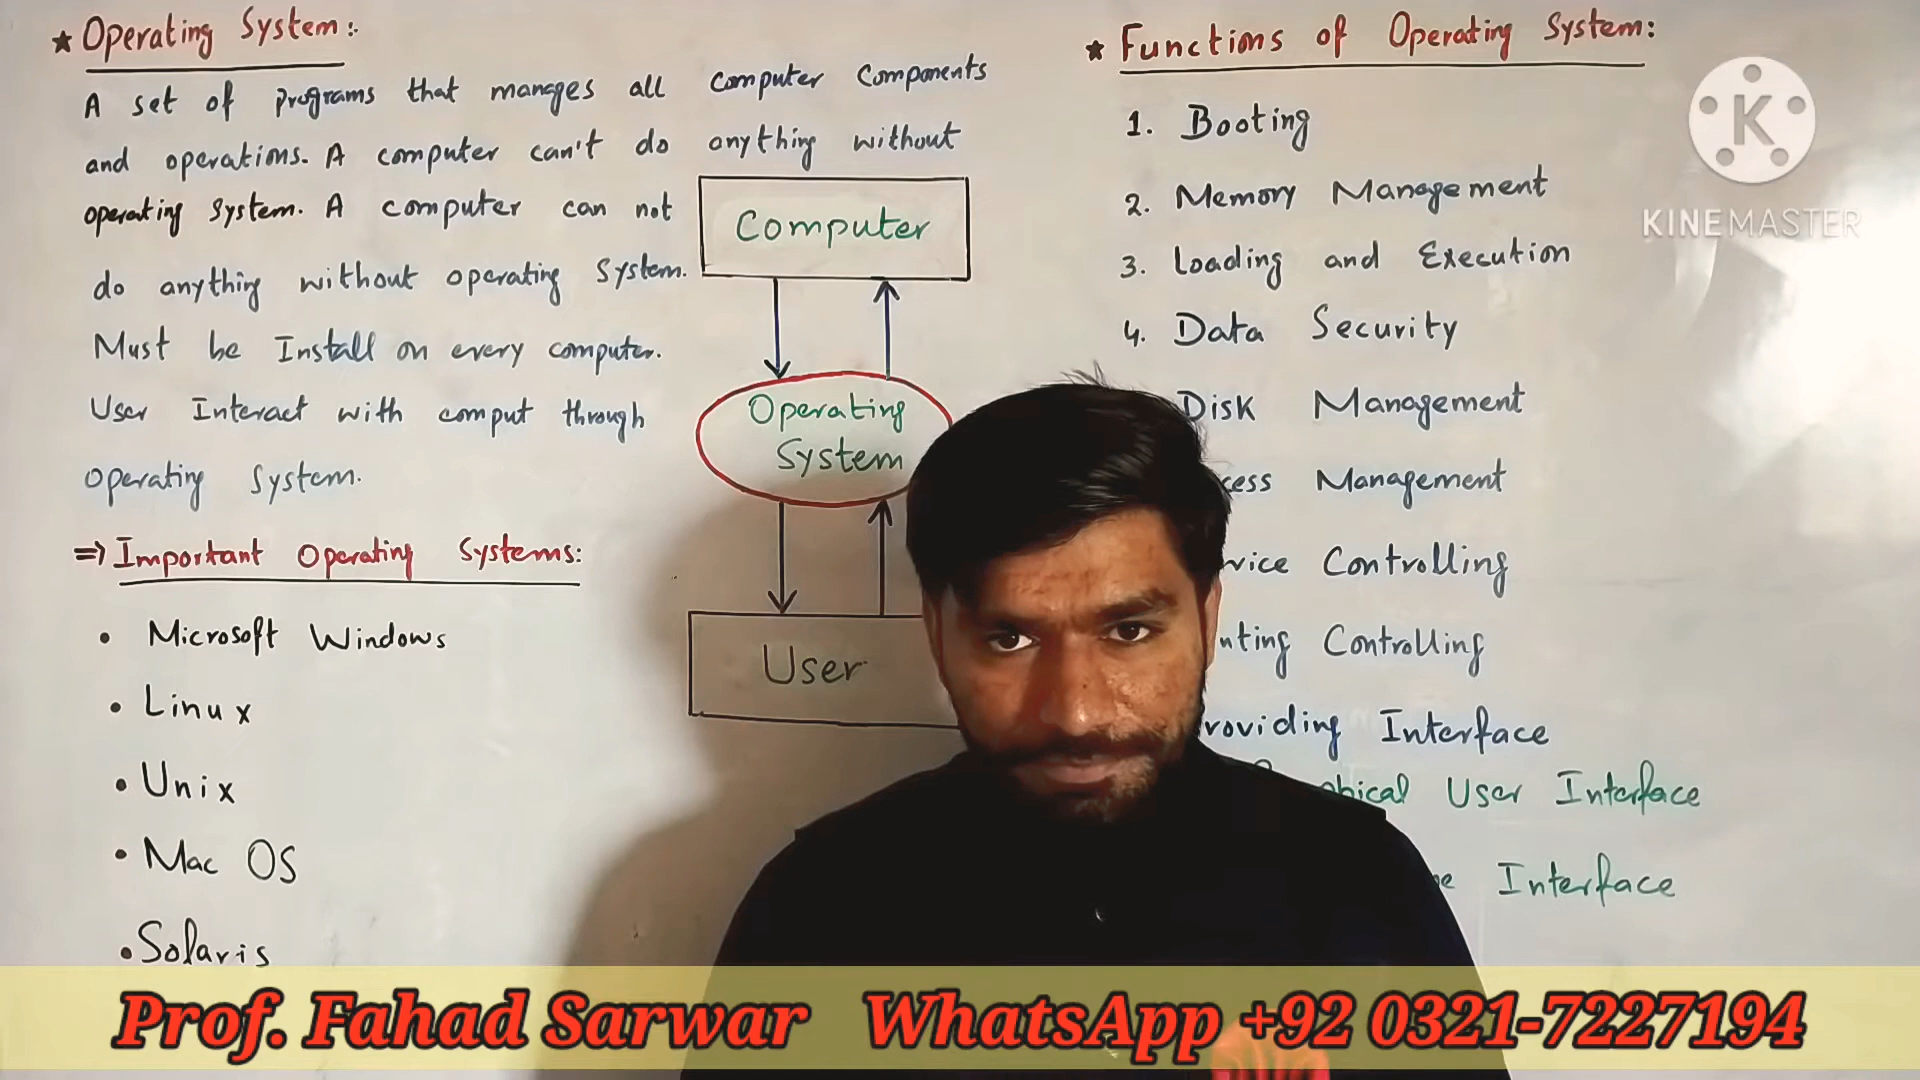 ★ Operating System:
A set of programs that manages all computer components
and operations. A computer can't do anything without
operating system. A computer can not
do anything without operating system.
Must be Install on every computer.
User Interact with comput through
Operating System.
⇒ Important Operating Systems:
• Microsoft Windows
• Linux
• Unix
• Mac OS
• Solaris
Computer
Operating
System
User
★ Functions of Operating System:
1. Booting
2. Memory Management
3. Loading and Execution
4. Data Security
Disk Management
Management
Controlling
Controlling
Interface
User Interface
Interface
K
KINEMASTER
Prof. Fahad Sarwar WhatsApp +92 0321-7227194